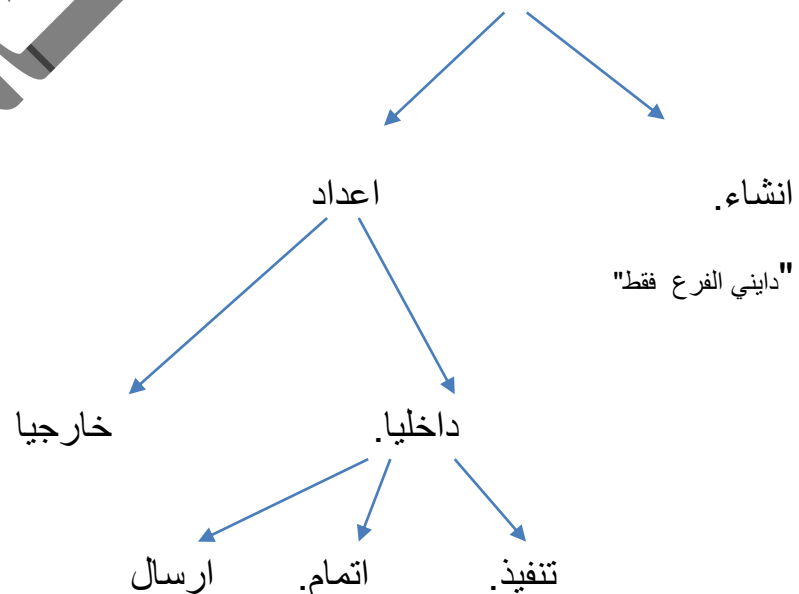 انشاء. اعداد
"دايني الفرع فقط"
داخليا. خارجيا
تنفيذ. اتمام. ارسال